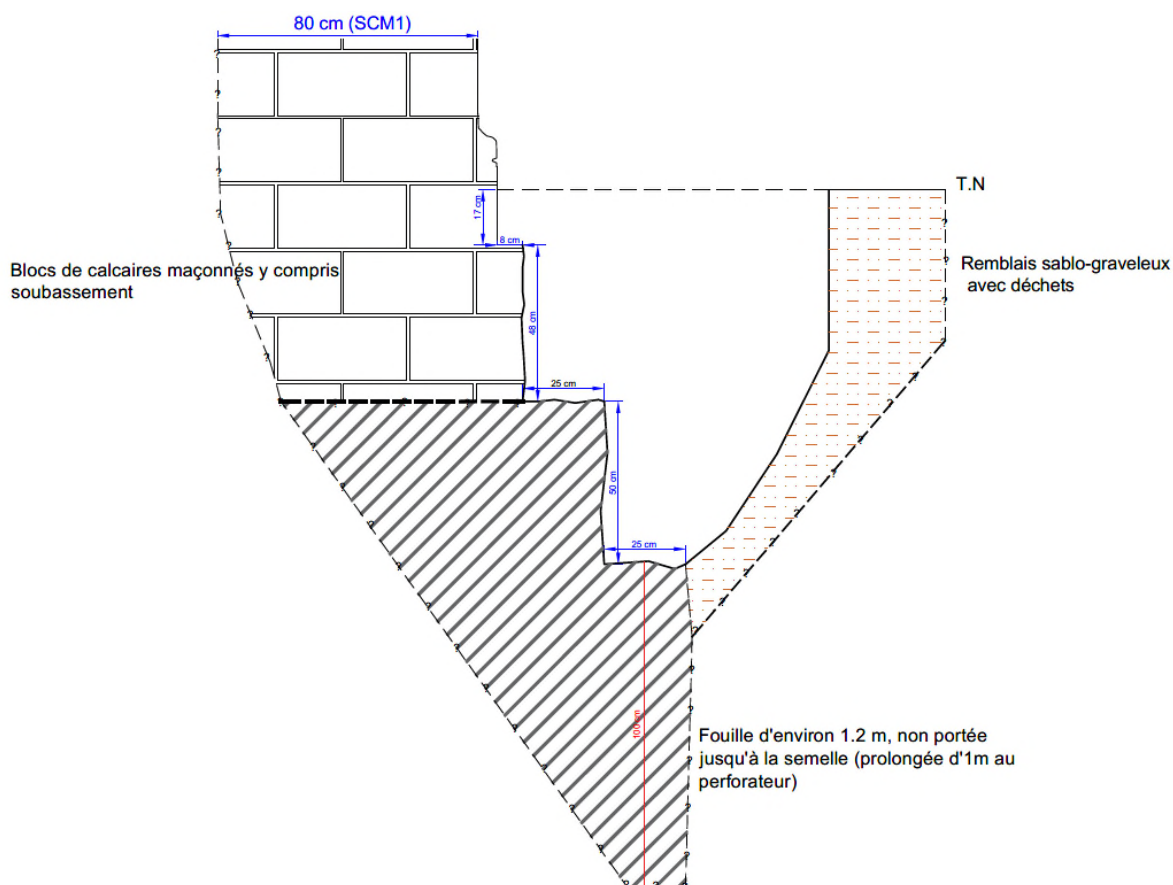 80 cm (SCM1)
T.N
17 cm
8 cm
Blocs de calcaires maçonnés y compris
soubassement
Remblais sablo-graveleux
avec déchets
48 cm
25 cm
50 cm
25 cm
100 cm
Fouille d'environ 1.2 m, non portée
jusqu'à la semelle (prolongée d'1m au
perforateur)